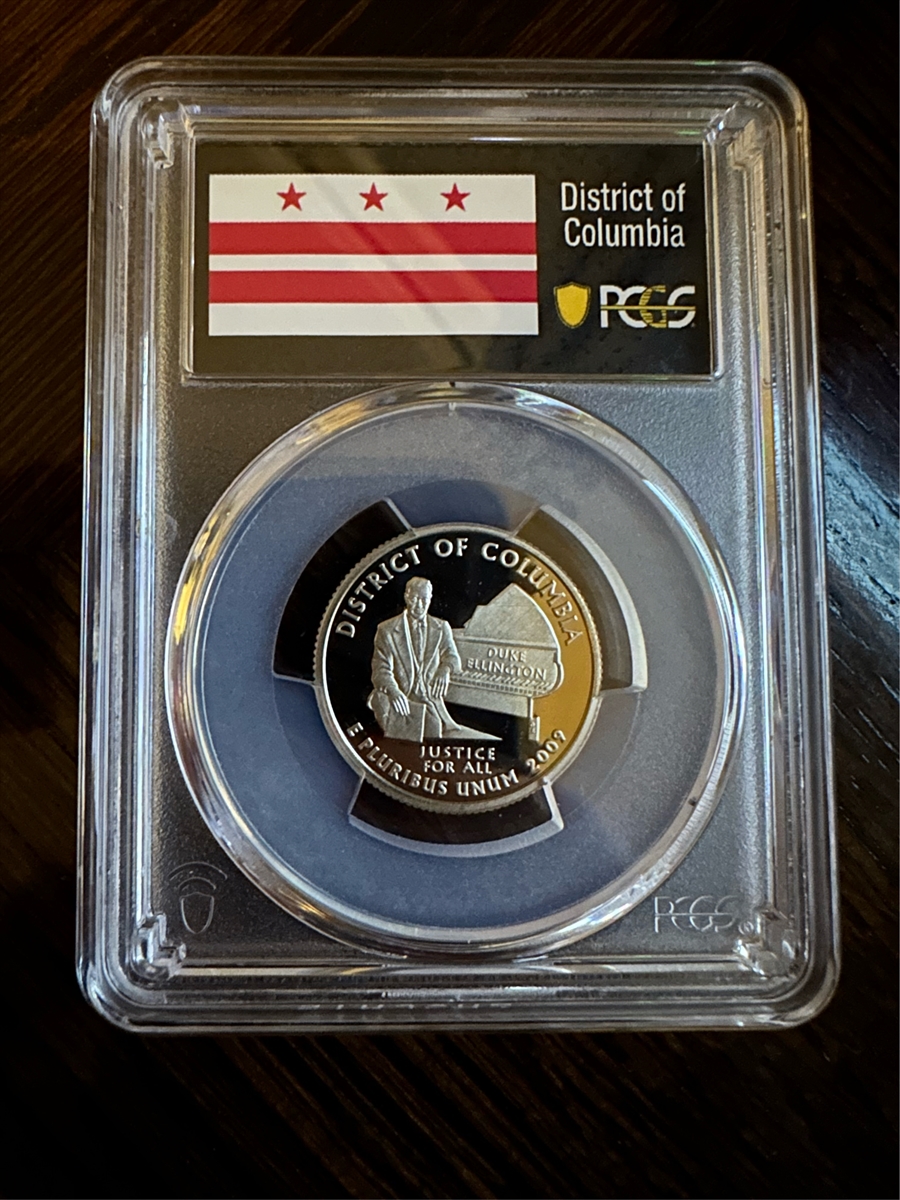 District of
Columbia
PCGS
DISTRICT OF COLUMBIA
DUKE
ELLINGTON
JUSTICE
FOR ALL
E PLURIBUS UNUM 2009
PCGS